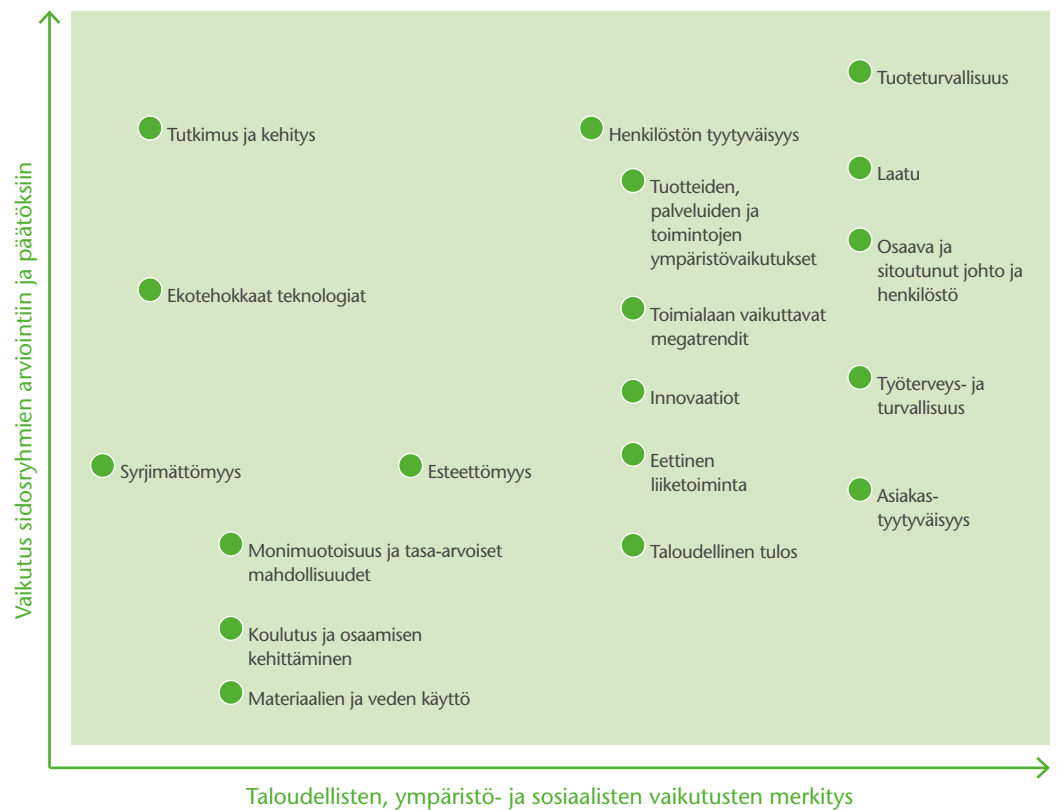 Vaikutus sidosryhmien arviointiin ja päätöksiin
Tuoteturvallisuus
Tutkimus ja kehitys
Henkilöstön tyytyväisyys
Laatu
Tuotteiden,
palveluiden ja
toimintojen
ympäristövaikutukset
Osaava ja
sitoutunut johto ja
henkilöstö
Ekotehokkaat teknologiat
Toimialaan vaikuttavat
megatrendit
Työterveys- ja
turvallisuus
Innovaatiot
Syrjimättömyys
Esteettömyys
Eettinen
liiketoiminta
Asiakas-
tyytyväisyys
Monimuotoisuus ja tasa-arvoiset
mahdollisuudet
Taloudellinen tulos
Koulutus ja osaamisen
kehittäminen
Materiaalien ja veden käyttö
Taloudellisten, ympäristö- ja sosiaalisten vaikutusten merkitys